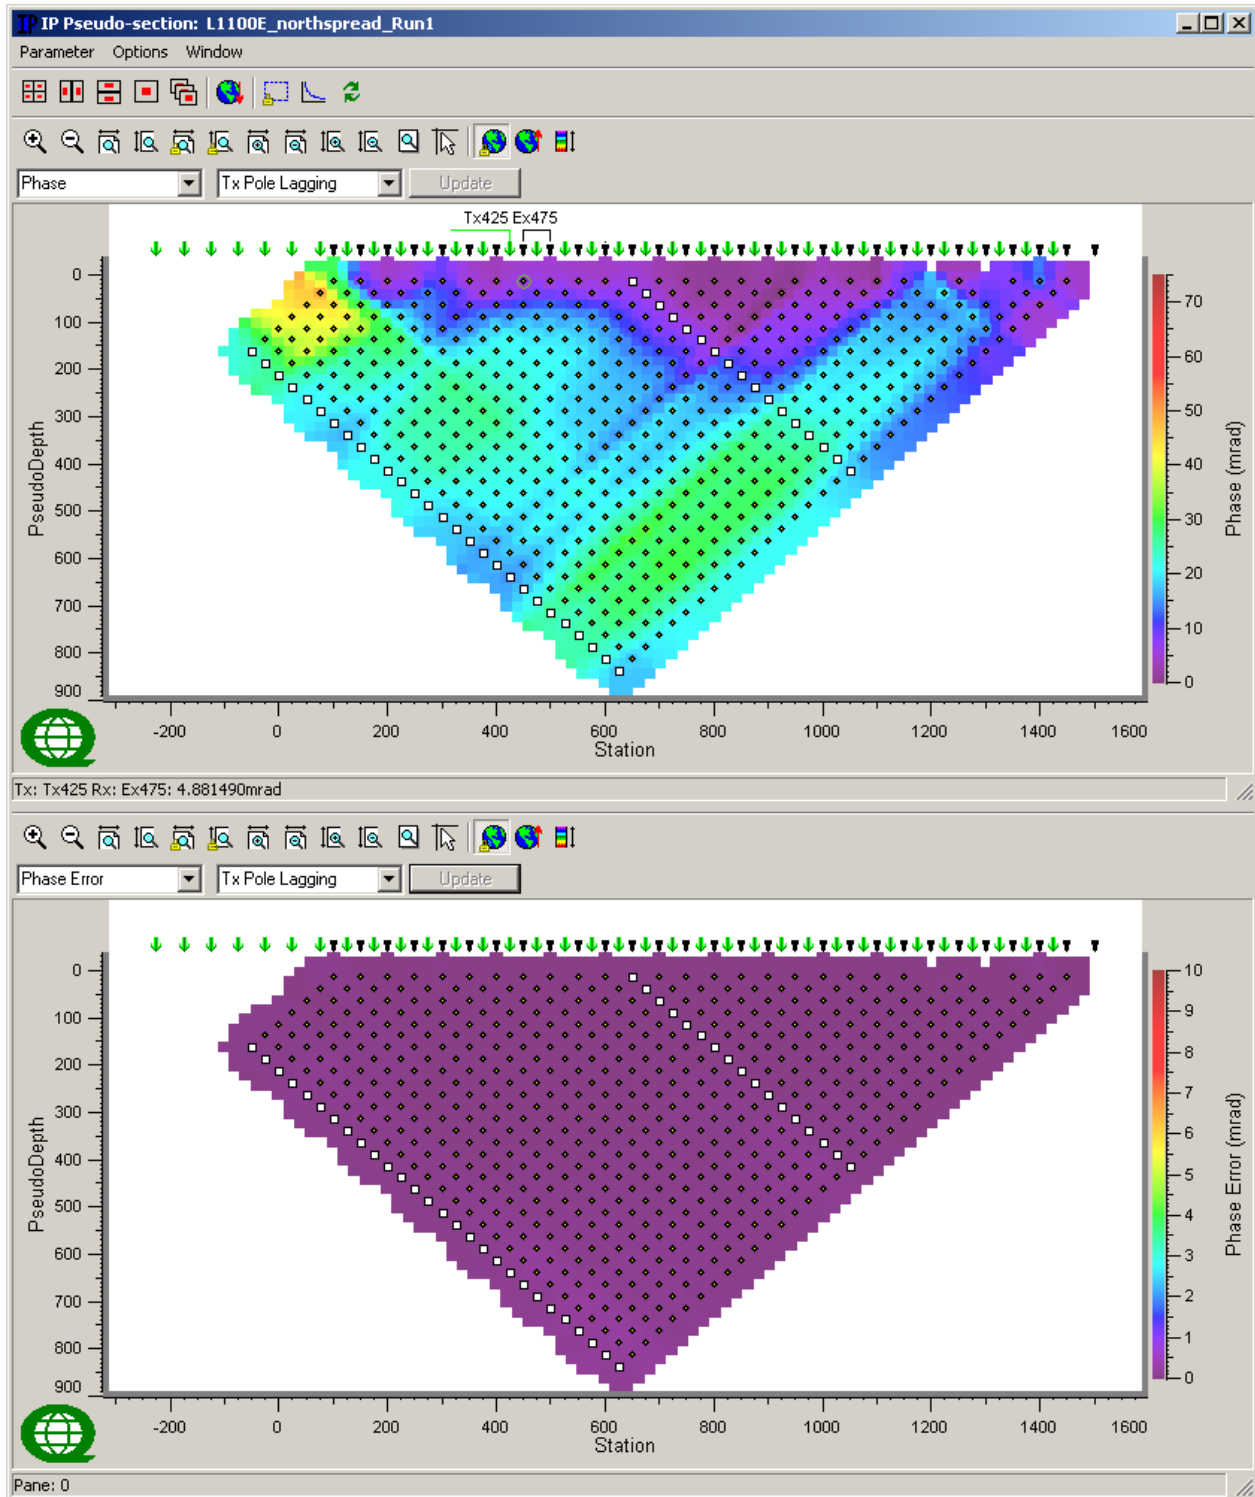 IP Pseudo-section: L1100E_northspread_Run1
Parameter Options Window
Phase Tx Pole Lagging Update
Tx425 Ex475
0
100
200
300
400
500
600
700
800
900
PseudoDepth
-200 0 200 400 600 800 1000 1200 1400 1600
Station
70
60
50
40
30
20
10
0
Phase (mrad)
Tx: Tx425 Rx: Ex475: 4.881490mrad
Phase Error Tx Pole Lagging Update
0
100
200
300
400
500
600
700
800
900
PseudoDepth
-200 0 200 400 600 800 1000 1200 1400 1600
Station
10
9
8
7
6
5
4
3
2
1
0
Phase Error (mrad)
Pane: 0